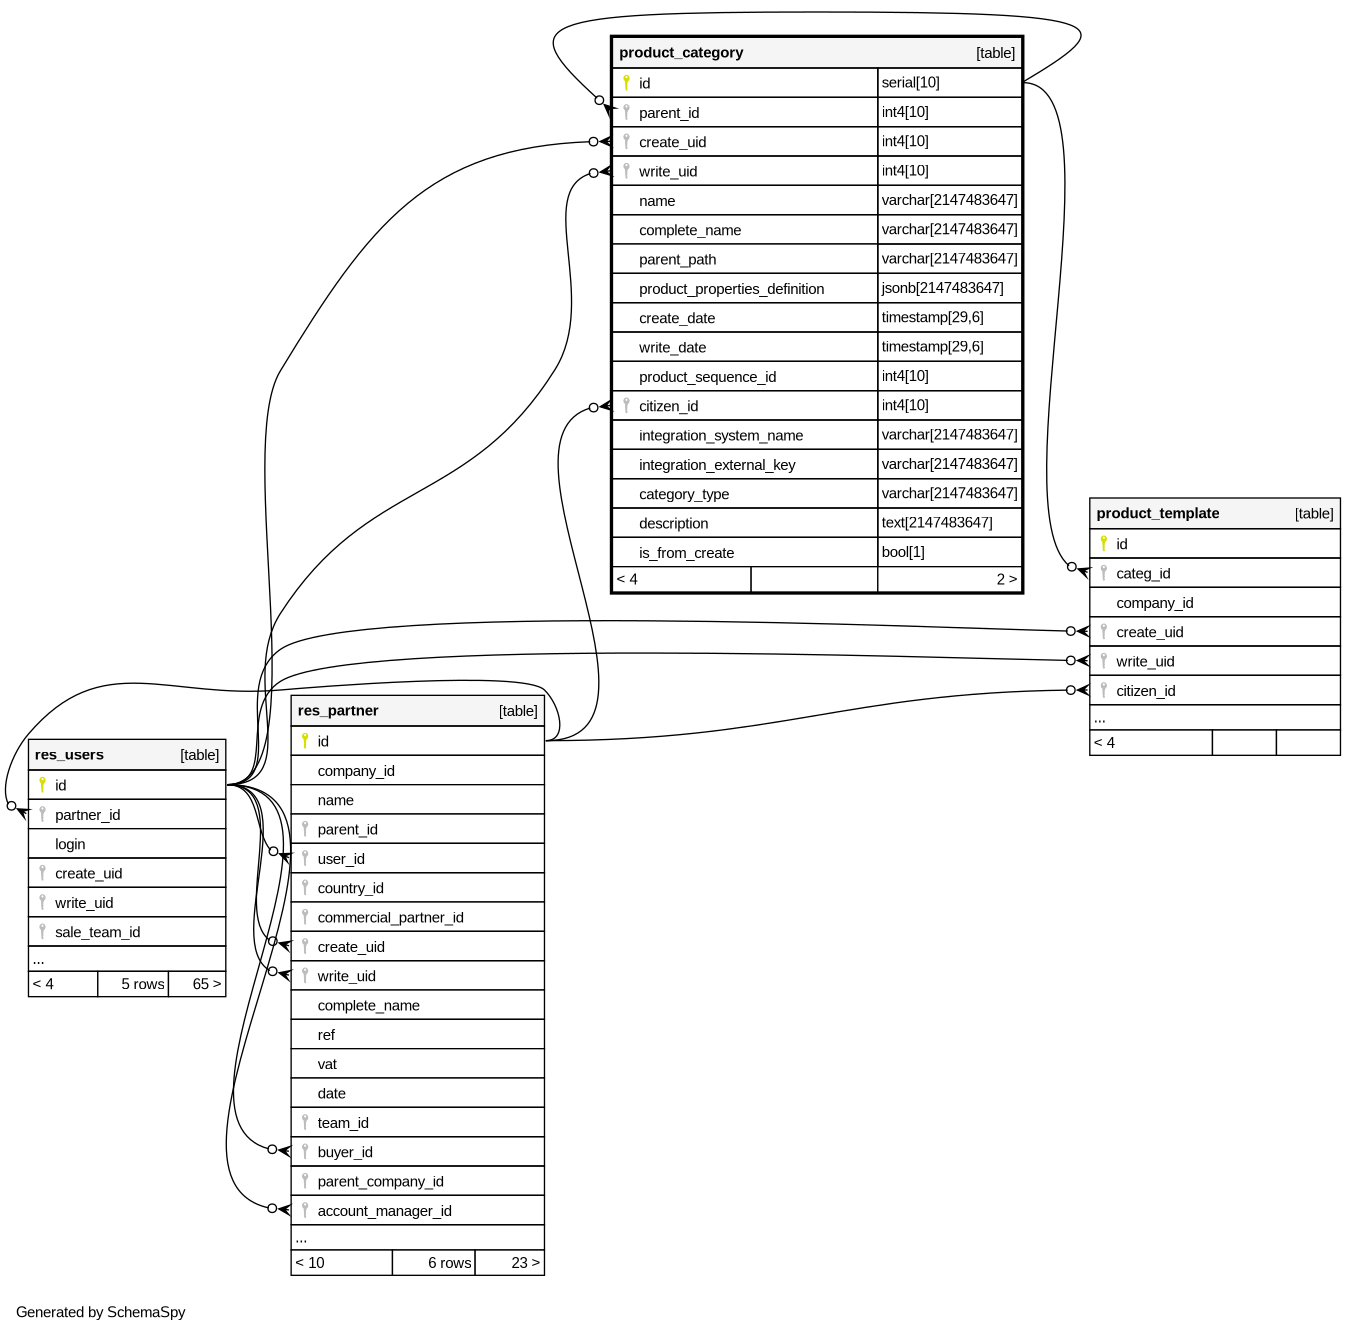 product_category [table]
id serial[10]
parent_id int4[10]
create_uid int4[10]
write_uid int4[10]
name varchar[2147483647]
complete_name varchar[2147483647]
parent_path varchar[2147483647]
product_properties_definition jsonb[2147483647]
create_date timestamp[29,6]
write_date timestamp[29,6]
product_sequence_id int4[10]
citizen_id int4[10]
integration_system_name varchar[2147483647]
integration_external_key varchar[2147483647]
category_type varchar[2147483647]
description text[2147483647]
is_from_create bool[1]
< 4 2 >
product_template [table]
id
categ_id
company_id
create_uid
write_uid
citizen_id
...
< 4
res_partner [table]
id
company_id
name
parent_id
user_id
country_id
commercial_partner_id
create_uid
write_uid
complete_name
ref
vat
date
team_id
buyer_id
parent_company_id
account_manager_id
...
< 10 6 rows 23 >
res_users [table]
id
partner_id
login
create_uid
write_uid
sale_team_id
...
< 4 5 rows 65 >
Generated by SchemaSpy